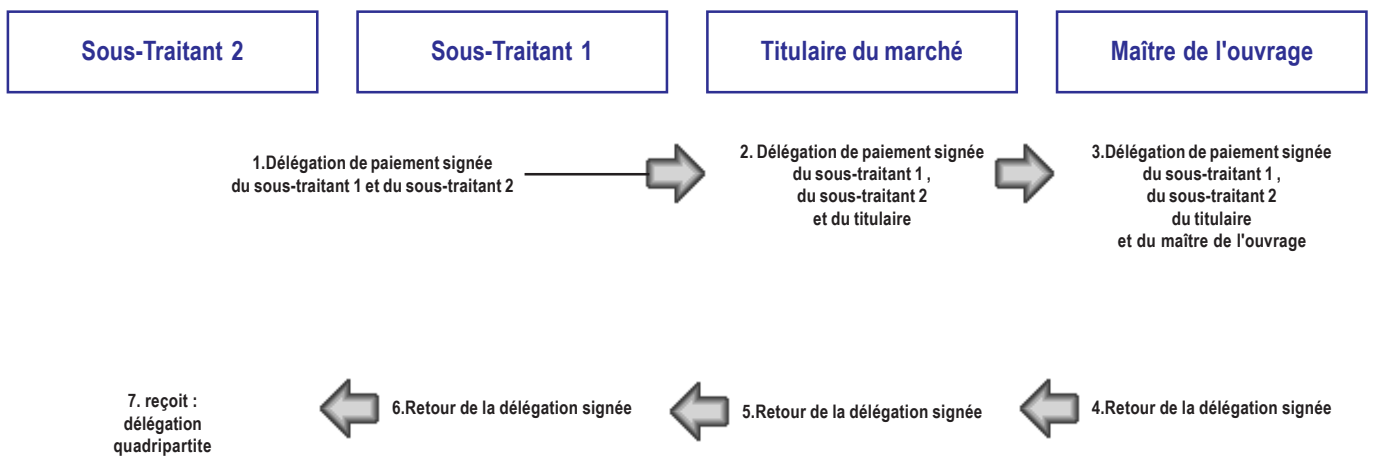 Sous-Traitant 2
Sous-Traitant 1
Titulaire du marché
Maître de l'ouvrage
1.Délégation de paiement signée
du sous-traitant 1 et du sous-traitant 2
2. Délégation de paiement signée
du sous-traitant 1 ,
du sous-traitant 2
et du titulaire
3.Délégation de paiement signée
du sous-traitant 1 ,
du sous-traitant 2
du titulaire
et du maître de l'ouvrage
7. reçoit :
délégation
quadripartite
6.Retour de la délégation signée
5.Retour de la délégation signée
4.Retour de la délégation signée